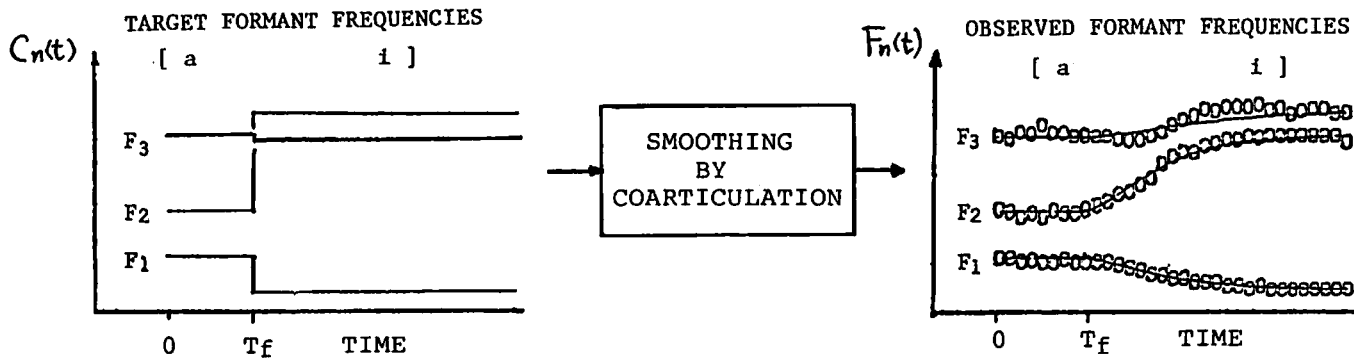 TARGET FORMANT FREQUENCIES
Cn(t)
[ a i ]
F3
F2
F1
0 Tf TIME
SMOOTHING
BY
COARTICULATION
OBSERVED FORMANT FREQUENCIES
Fn(t)
[ a i ]
F3
F2
F1
0 Tf TIME